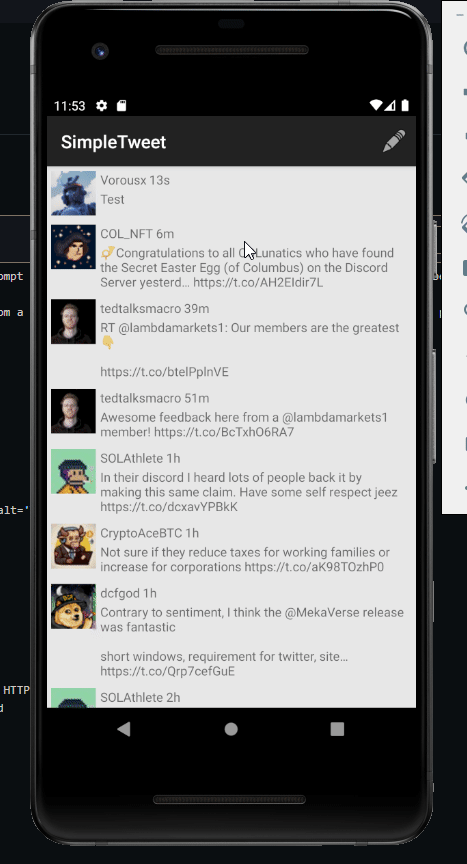 11:53
SimpleTweet
Vorousx 13s
Test
COL_NFT 6m
Congratulations to all C Lunatics who have found
the Secret Easter Egg (of Columbus) on the Discord
Server yesterd… https://t.co/AH2EIdir7L
tedtalksmacro 39m
RT @lambdamarkets1: Our members are the greatest
👇
https://t.co/btelPplnVE
tedtalksmacro 51m
Awesome feedback here from a @lambdamarkets1
member! https://t.co/BcTxhO6RA7
SOLAthlete 1h
In their discord I heard lots of people back it by
making this same claim. Have some self respect jeez
https://t.co/dcxavYPBkK
CryptoAceBTC 1h
Not sure if they reduce taxes for working families or
increase for corporations https://t.co/aK98TOzhP0
dcfgod 1h
Contrary to sentiment, I think the @MekaVerse release
was fantastic
short windows, requirement for twitter, site…
https://t.co/Qrp7cefGuE
SOLAthlete 2h
ompt
om a
alt='
HTTP
d